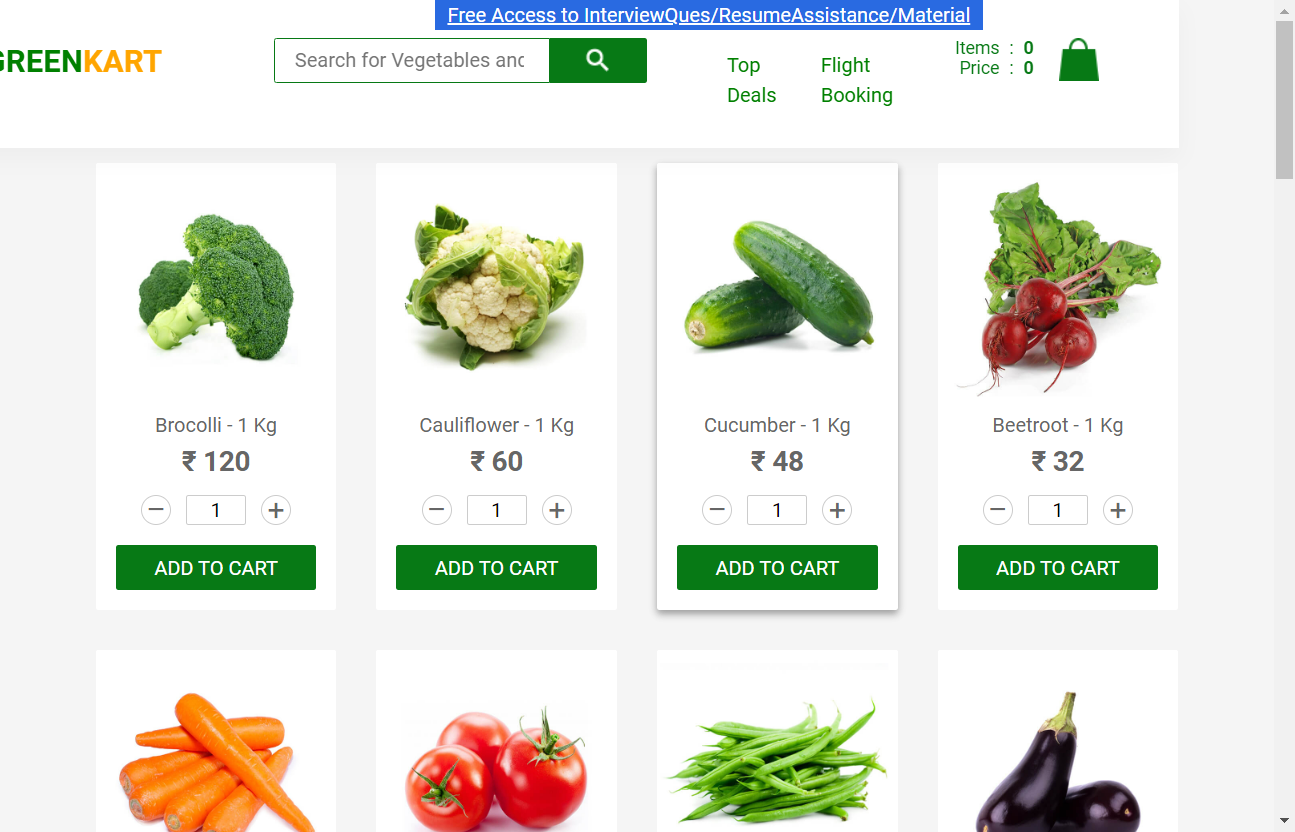 Free Access to InterviewQues/ResumeAssistance/Material
GREENKART
Search for Vegetables and
Top Deals
Flight Booking
Items : 0
Price : 0
Brocolli - 1 Kg
₹ 120
− 1 +
ADD TO CART
Cauliflower - 1 Kg
₹ 60
− 1 +
ADD TO CART
Cucumber - 1 Kg
₹ 48
− 1 +
ADD TO CART
Beetroot - 1 Kg
₹ 32
− 1 +
ADD TO CART